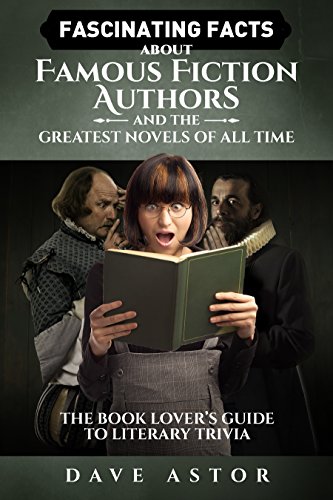 FASCINATING FACTS
ABOUT
FAMOUS FICTION
AUTHORS
AND THE
GREATEST NOVELS OF ALL TIME
THE BOOK LOVER'S GUIDE
TO LITERARY TRIVIA
DAVE ASTOR